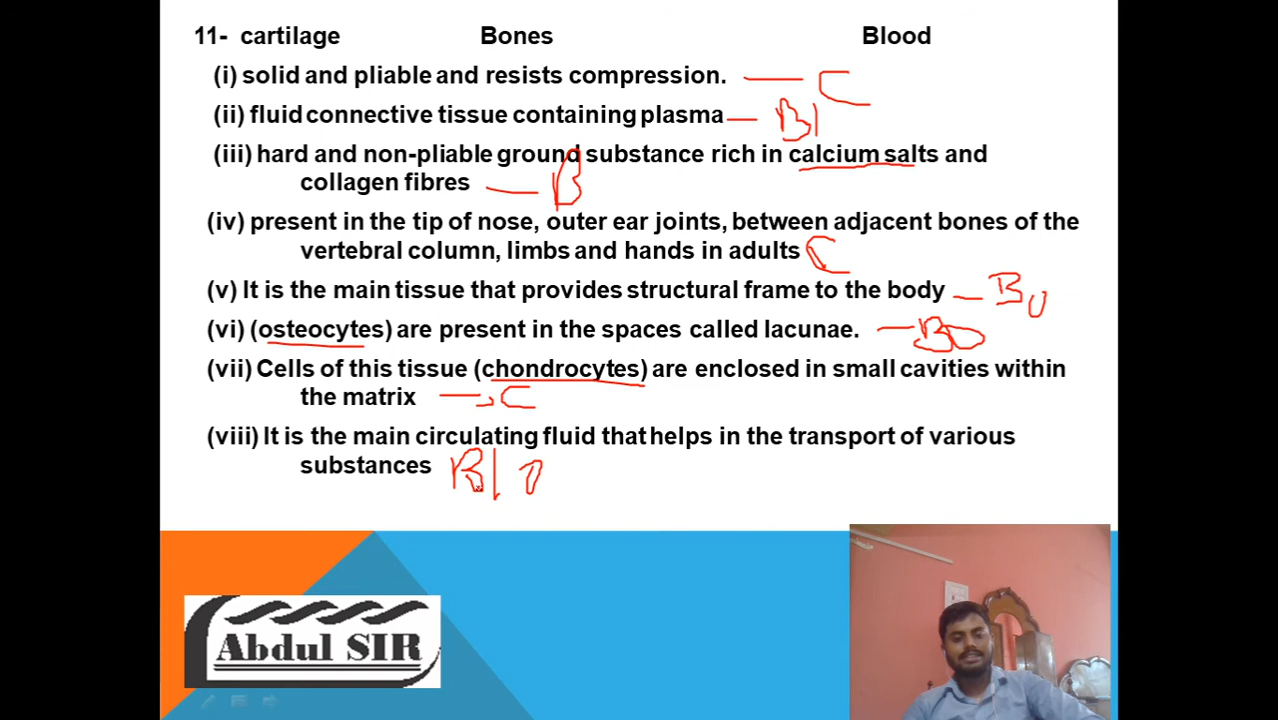 11- cartilage Bones Blood
(i) solid and pliable and resists compression. — C
(ii) fluid connective tissue containing plasma — Bl
(iii) hard and non-pliable ground substance rich in calcium salts and
collagen fibres — B
(iv) present in the tip of nose, outer ear joints, between adjacent bones of the
vertebral column, limbs and hands in adults C
(v) It is the main tissue that provides structural frame to the body — Bo
(vi) (osteocytes) are present in the spaces called lacunae. — BO
(vii) Cells of this tissue (chondrocytes) are enclosed in small cavities within
the matrix — C
(viii) It is the main circulating fluid that helps in the transport of various
substances Bl o
Abdul SIR